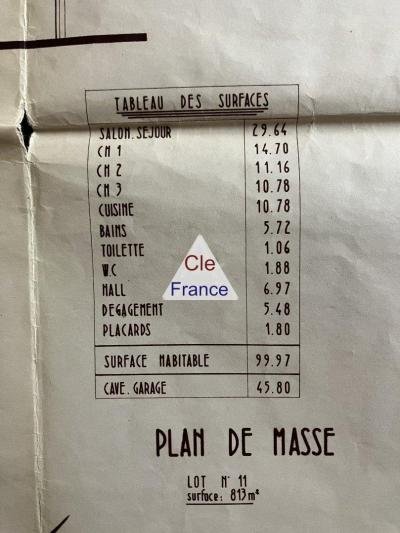 TABLEAU DES SURFACES
SALON.SEJOUR 29.64
CH 1 14.70
CH 2 11.16
CH 3 10.78
CUISINE 10.78
BAINS 5.72
TOILETTE 1.06
W.C 1.88
HALL 6.97
DEGAGEMENT 5.48
PLACARDS 1.80
Cle
France
SURFACE HABITABLE 99.97
CAVE.GARAGE 45.80
PLAN DE MASSE
LOT N° 11
surface: 813m²